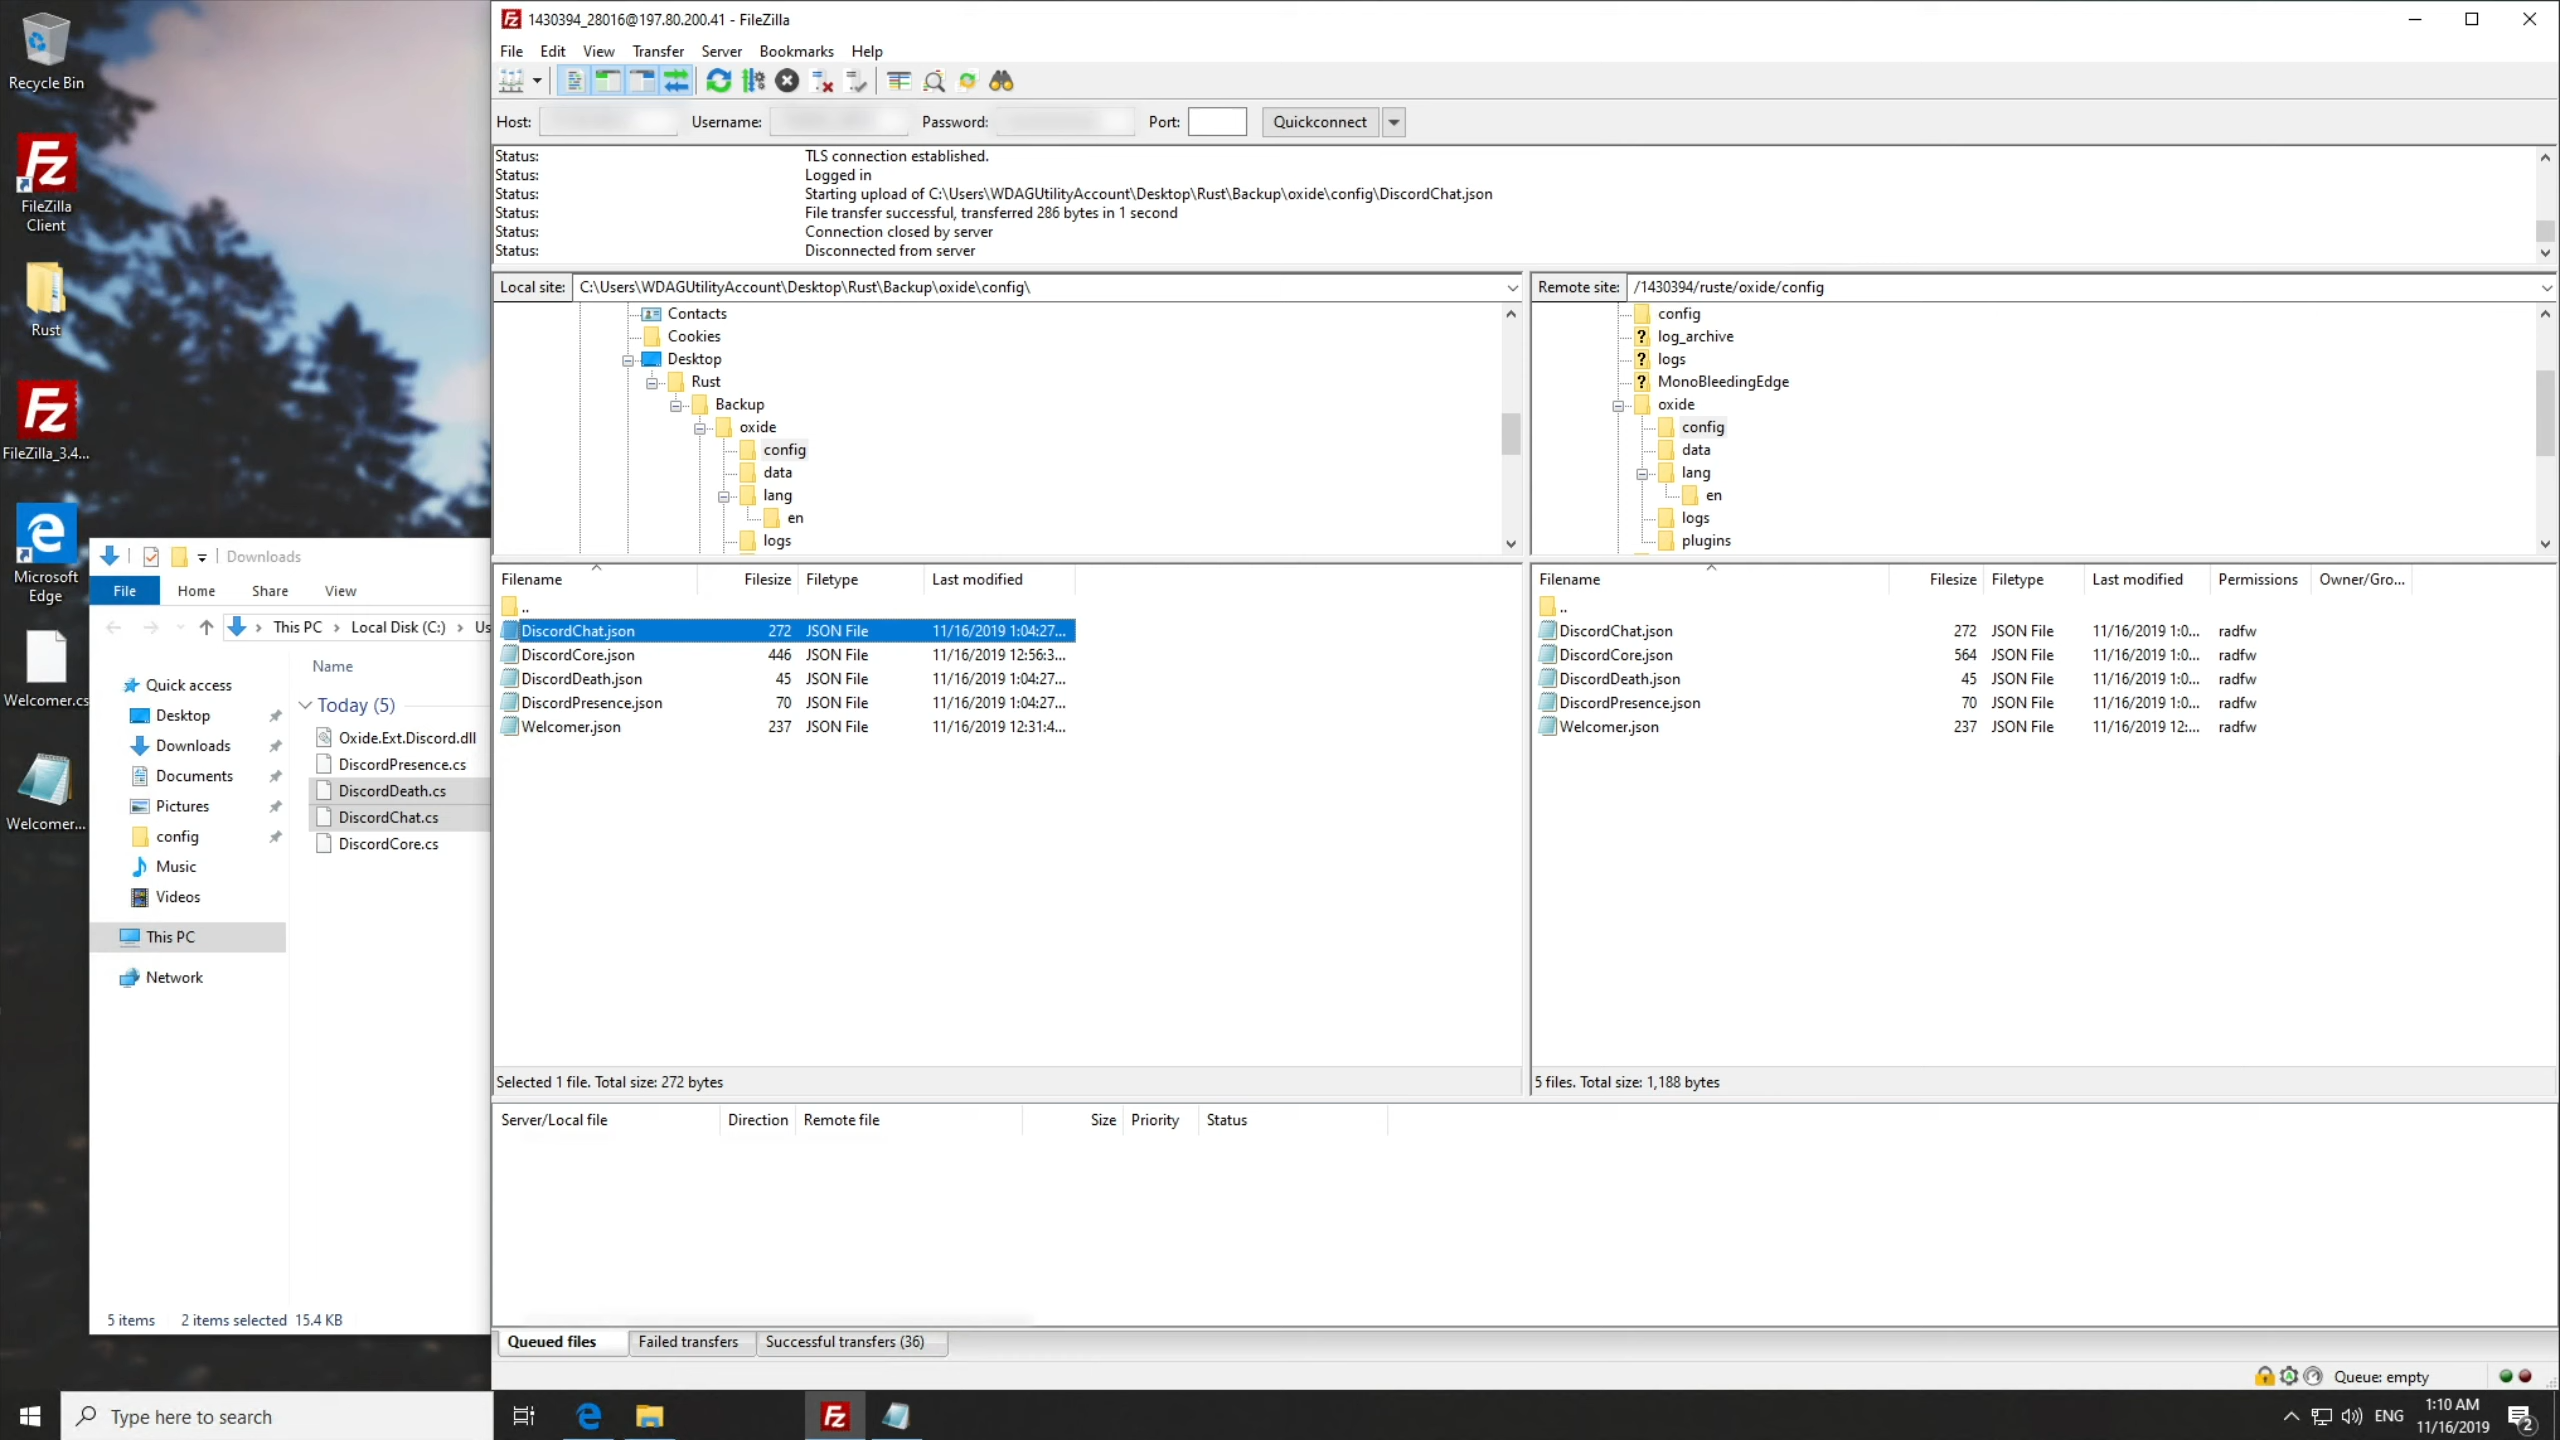 Recycle Bin
FileZilla
Client
Rust
FileZilla_3.4...
Microsoft
Edge
Welcomer.cs
Welcomer...
Downloads
File Home Share View
This PC > Local Disk (C:) > Us
Name
Quick access
Desktop
Downloads
Documents
Pictures
config
Music
Videos
This PC
Network
Today (5)
Oxide.Ext.Discord.dll
DiscordPresence.cs
DiscordDeath.cs
DiscordChat.cs
DiscordCore.cs
5 items 2 items selected 15.4 KB
1430394_28016@197.80.200.41 - FileZilla
File Edit View Transfer Server Bookmarks Help
Host: Username: Password: Port: Quickconnect
Status: TLS connection established.
Status: Logged in
Status: Starting upload of C:\Users\WDAGUtilityAccount\Desktop\Rust\Backup\oxide\config\DiscordChat.json
Status: File transfer successful, transferred 286 bytes in 1 second
Status: Connection closed by server
Status: Disconnected from server
Local site: C:\Users\WDAGUtilityAccount\Desktop\Rust\Backup\oxide\config\
Contacts
Cookies
Desktop
Rust
Backup
oxide
config
data
lang
en
logs
Remote site: /1430394/ruste/oxide/config
config
log_archive
logs
MonoBleedingEdge
oxide
config
data
lang
en
logs
plugins
Filename Filesize Filetype Last modified
..
DiscordChat.json 272 JSON File 11/16/2019 1:04:27...
DiscordCore.json 446 JSON File 11/16/2019 12:56:3...
DiscordDeath.json 45 JSON File 11/16/2019 1:04:27...
DiscordPresence.json 70 JSON File 11/16/2019 1:04:27...
Welcomer.json 237 JSON File 11/16/2019 12:31:4...
Selected 1 file. Total size: 272 bytes
Filename Filesize Filetype Last modified Permissions Owner/Gro...
..
DiscordChat.json 272 JSON File 11/16/2019 1:0... radfw
DiscordCore.json 564 JSON File 11/16/2019 1:0... radfw
DiscordDeath.json 45 JSON File 11/16/2019 1:0... radfw
DiscordPresence.json 70 JSON File 11/16/2019 1:0... radfw
Welcomer.json 237 JSON File 11/16/2019 12:... radfw
5 files. Total size: 1,188 bytes
Server/Local file Direction Remote file Size Priority Status
Queued files Failed transfers Successful transfers (36)
Queue: empty
Type here to search
ENG
1:10 AM
11/16/2019
2